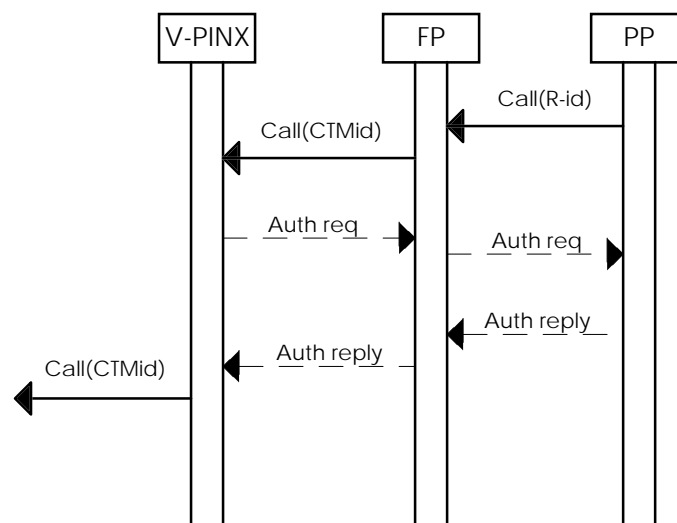 V-PINX
FP
PP
Call(R-id)
Call(CTMid)
Auth req
Auth req
Auth reply
Auth reply
Call(CTMid)